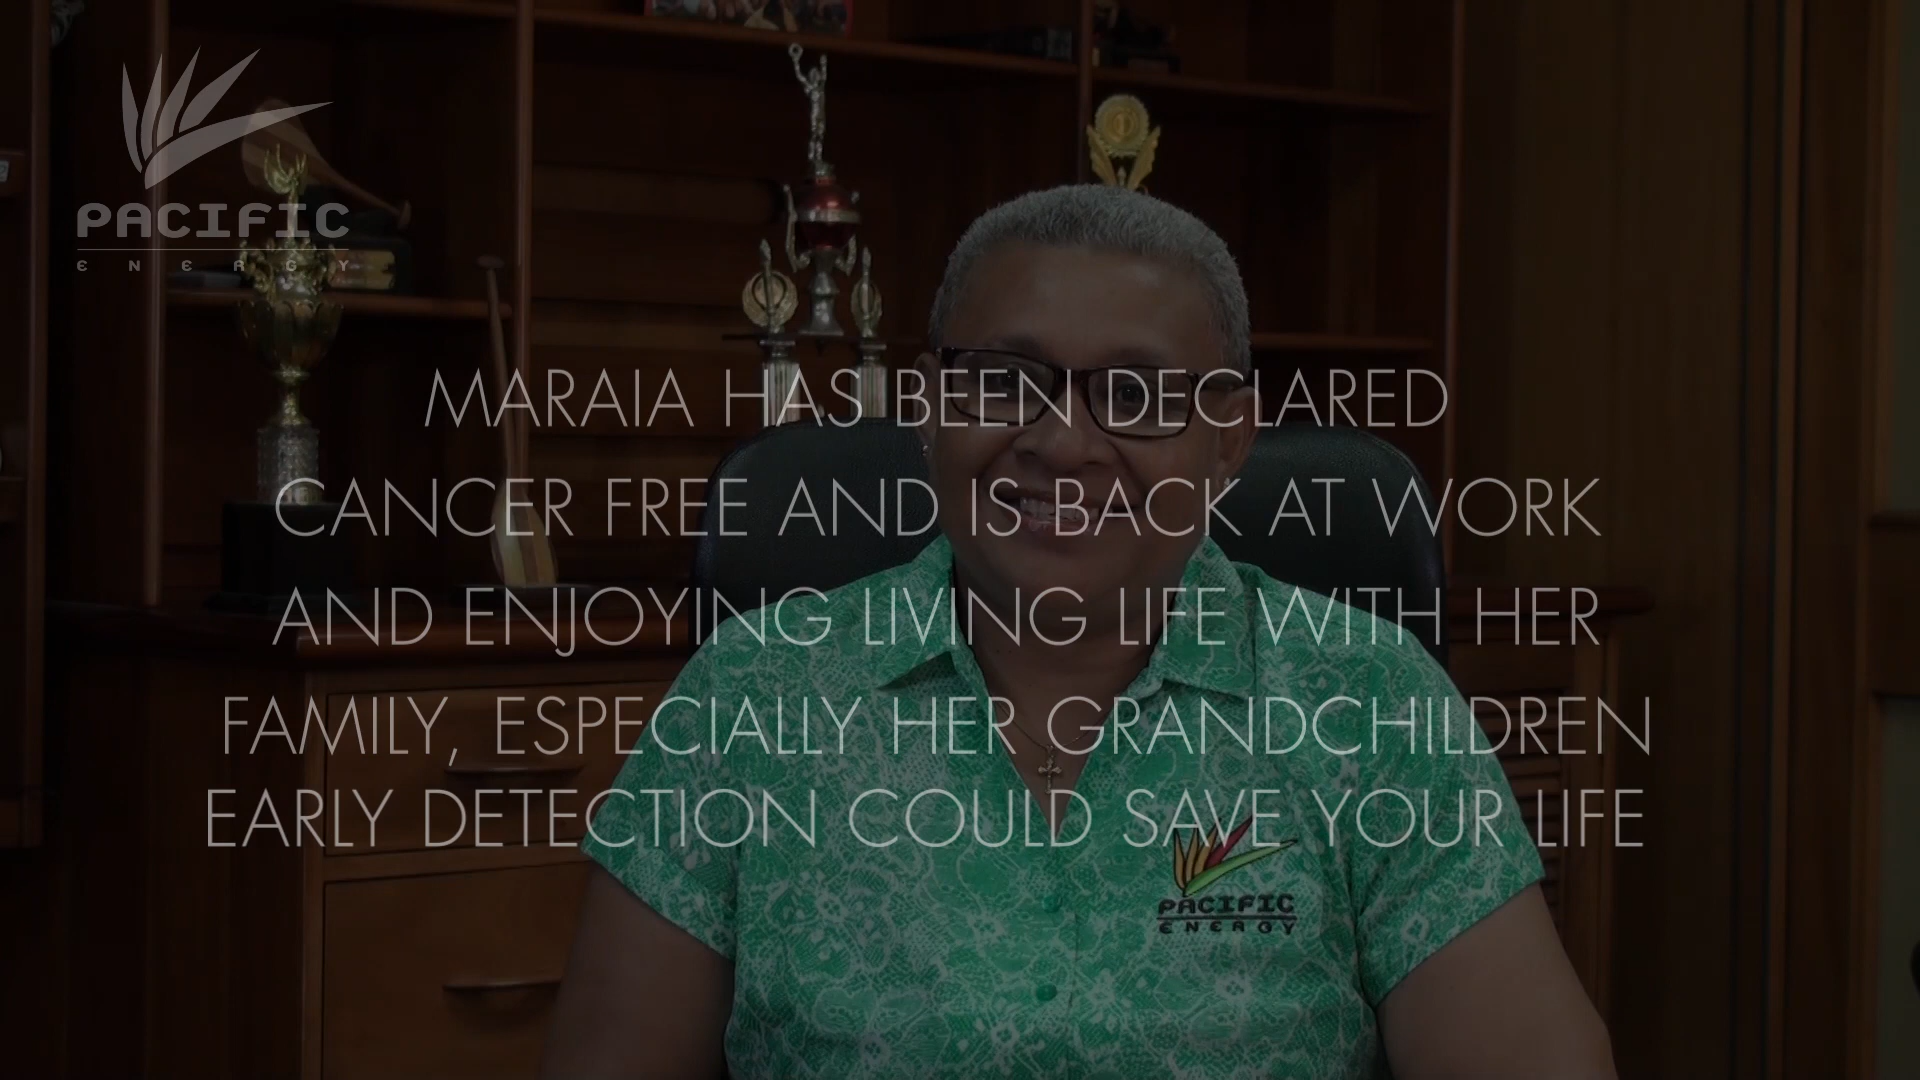 PACIFIC
ENERGY
MARAIA HAS BEEN DECLARED
CANCER FREE AND IS BACK AT WORK
AND ENJOYING LIVING LIFE WITH HER
FAMILY, ESPECIALLY HER GRANDCHILDREN
EARLY DETECTION COULD SAVE YOUR LIFE
PACIFIC
ENERGY